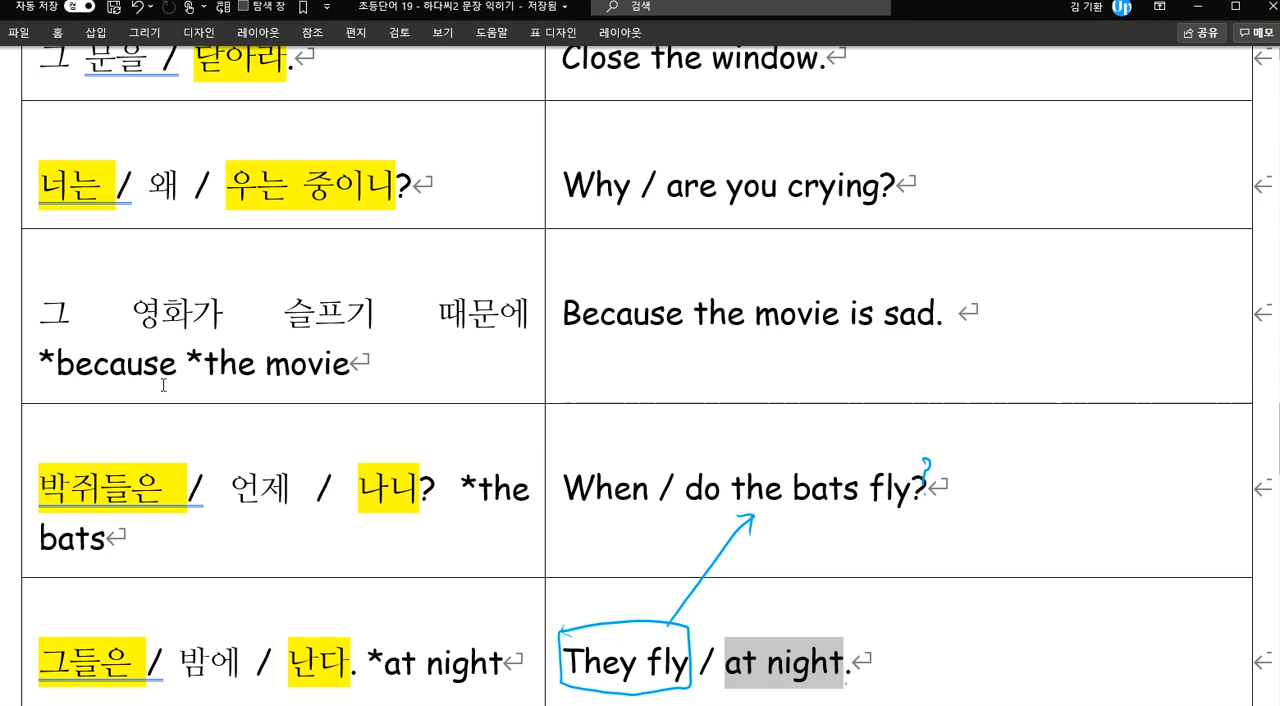 자동 저장 컴 탐색 창 초등단어 19 - 하다씨2 문장 익히기 - 저장됨 검색 김 기환 Up
파일 홈 삽입 그리기 디자인 레이아웃 참조 편지 검토 보기 도움말 표 디자인 레이아웃 공유 메모
그 문을 / 닫아라.
Close the window.
너는 / 왜 / 우는 중이니?
Why / are you crying?
그 영화가 슬프기 때문에
*because *the movie
Because the movie is sad.
박쥐들은 / 언제 / 나니? *the
bats
When / do the bats fly?
?
그들은 / 밤에 / 난다. *at night
They fly / at night.